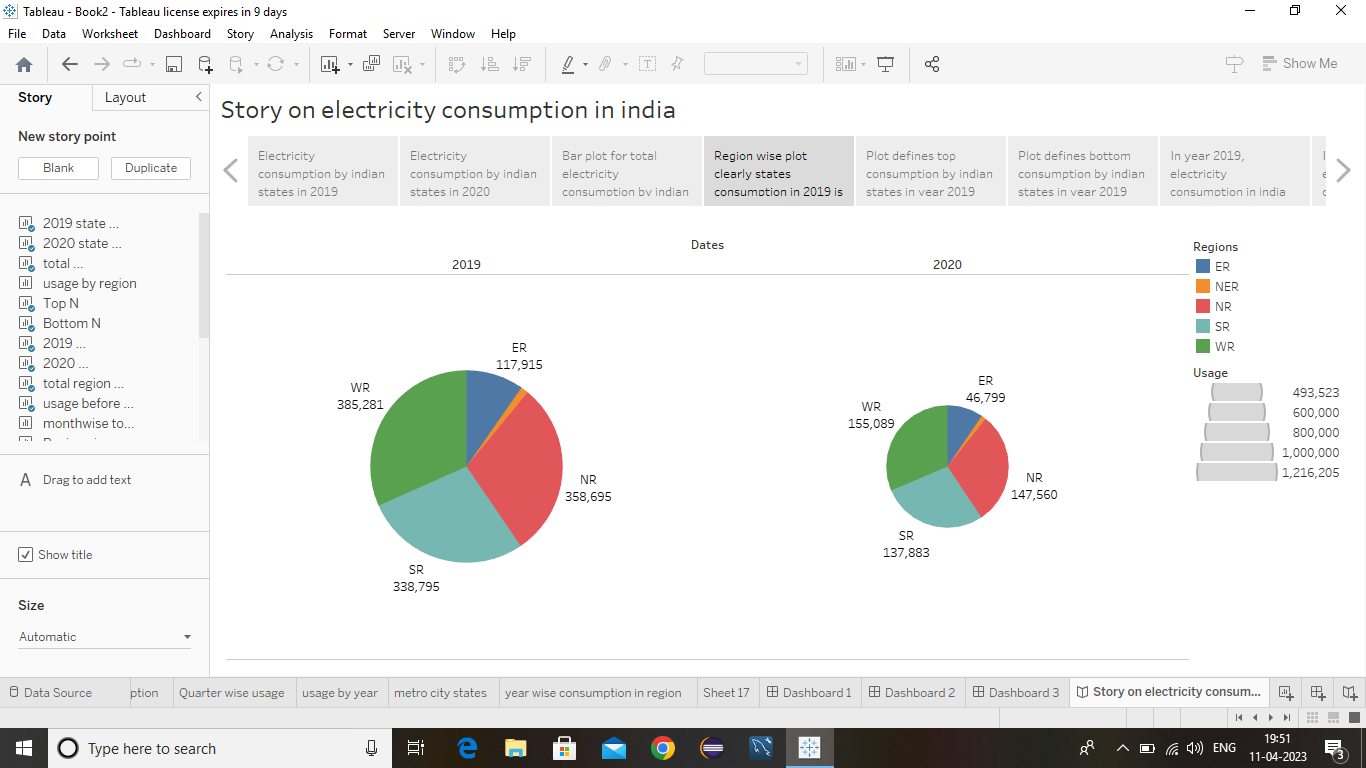 Tableau - Book2 - Tableau license expires in 9 days
File Data Worksheet Dashboard Story Analysis Format Server Window Help
Show Me
Story Layout
New story point
Blank Duplicate
2019 state ...
2020 state ...
total ...
usage by region
Top N
Bottom N
2019 ...
2020 ...
total region ...
usage before ...
monthwise to...
A Drag to add text
Show title
Size
Automatic
Story on electricity consumption in india
Electricity
consumption by indian
states in 2019
Electricity
consumption by indian
states in 2020
Bar plot for total
electricity
consumption by indian
Region wise plot
clearly states
consumption in 2019 is
Plot defines top
consumption by indian
states in year 2019
Plot defines bottom
consumption by indian
states in year 2019
In year 2019,
electricity
consumption in india
Dates
2019 2020
ER
117,915
WR
385,281
NR
358,695
SR
338,795
ER
46,799
WR
155,089
NR
147,560
SR
137,883
Regions
ER
NER
NR
SR
WR
Usage
493,523
600,000
800,000
1,000,000
1,216,205
Data Source ption Quarter wise usage usage by year metro city states year wise consumption in region Sheet 17 Dashboard 1 Dashboard 2 Dashboard 3 Story on electricity consum...
Type here to search
ENG
19:51
11-04-2023
3